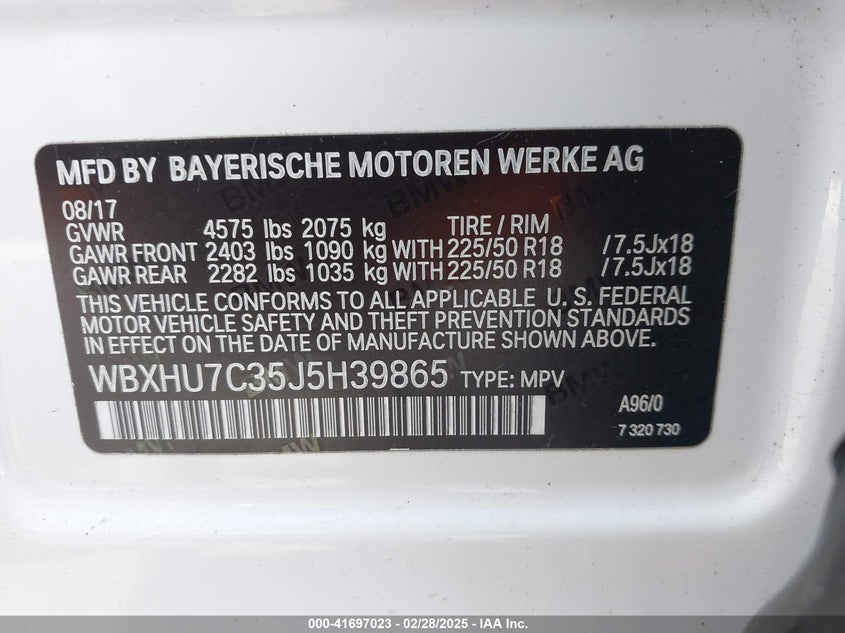 MFD BY BAYERISCHE MOTOREN WERKE AG
08/17
GVWR 4575 lbs 2075 kg TIRE / RIM
GAWR FRONT 2403 lbs 1090 kg WITH 225/50 R18 / 7.5Jx18
GAWR REAR 2282 lbs 1035 kg WITH 225/50 R18 / 7.5Jx18
THIS VEHICLE CONFORMS TO ALL APPLICABLE U. S. FEDERAL
MOTOR VEHICLE SAFETY AND THEFT PREVENTION STANDARDS
IN EFFECT ON THE DATE OF MANUFACTURE SHOWN ABOVE.
WBXHU7C35J5H39865 TYPE: MPV
A96/0
7 320 730
000-41697023 - 02/28/2025 - IAA Inc.